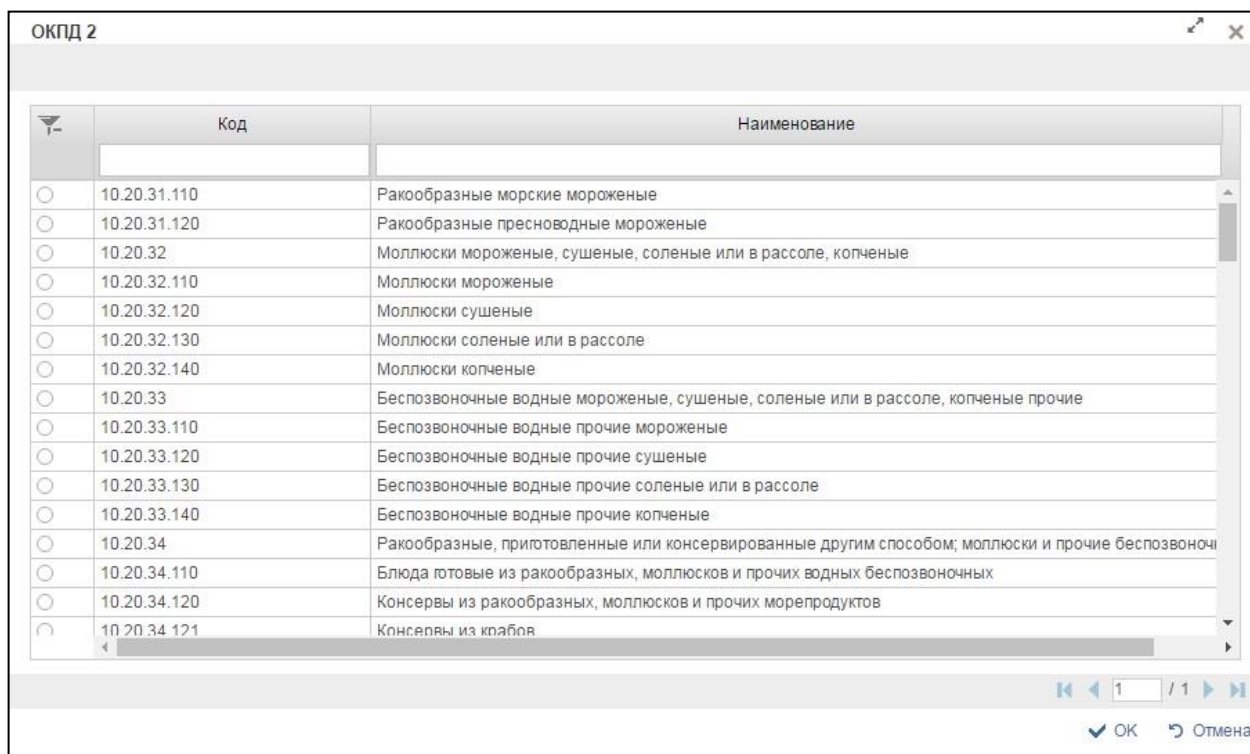 ОКПД 2
Код Наименование
10.20.31.110 Ракообразные морские мороженые
10.20.31.120 Ракообразные пресноводные мороженые
10.20.32 Моллюски мороженые, сушеные, соленые или в рассоле, копченые
10.20.32.110 Моллюски мороженые
10.20.32.120 Моллюски сушеные
10.20.32.130 Моллюски соленые или в рассоле
10.20.32.140 Моллюски копченые
10.20.33 Беспозвоночные водные мороженые, сушеные, соленые или в рассоле, копченые прочие
10.20.33.110 Беспозвоночные водные прочие мороженые
10.20.33.120 Беспозвоночные водные прочие сушеные
10.20.33.130 Беспозвоночные водные прочие соленые или в рассоле
10.20.33.140 Беспозвоночные водные прочие копченые
10.20.34 Ракообразные, приготовленные или консервированные другим способом; моллюски и прочие
10.20.34.110 Блюда готовые из ракообразных, моллюсков и прочих водных беспозвоночных
10.20.34.120 Консервы из ракообразных, моллюсков и прочих морепродуктов
10.20.34.121 Консервы из крабов
1 / 1
OK Отмена